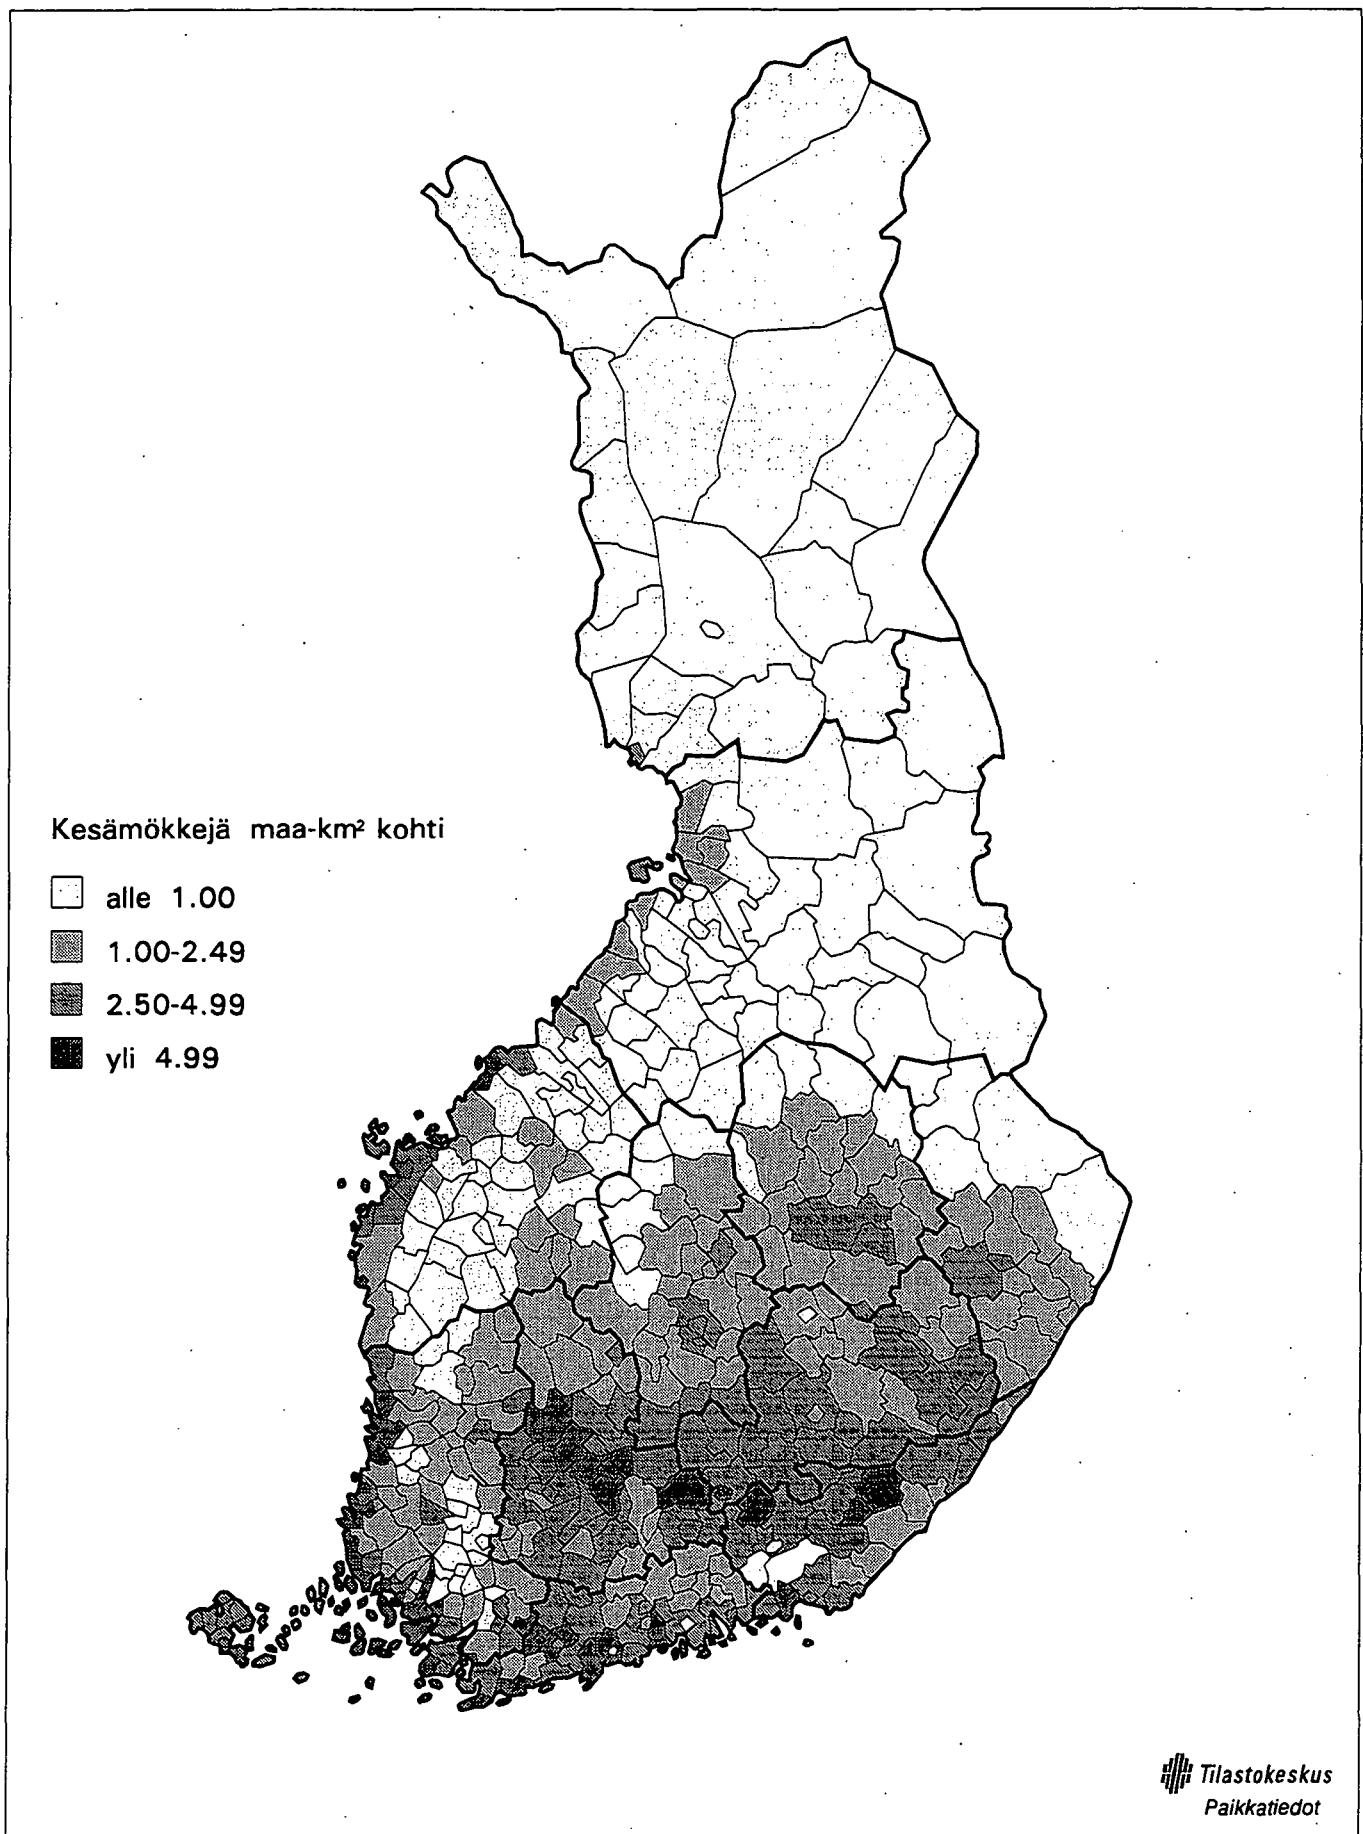 Kesämökkejä maa-km² kohti
alle 1.00
1.00-2.49
2.50-4.99
yli 4.99
Tilastokeskus
Paikkatiedot